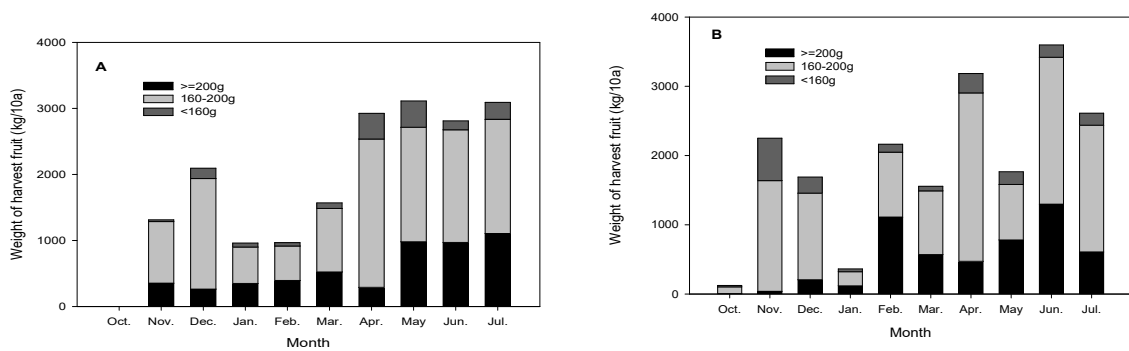 A
>=200g
160-200g
<160g
4000
3000
2000
1000
0
Weight of harvest fruit (kg/10a)
Oct. Nov. Dec. Jan. Feb. Mar. Apr. May Jun. Jul.
Month
B
>=200g
160-200g
<160g
4000
3000
2000
1000
0
Weight of harvest fruit (kg/10a)
Oct. Nov. Dec. Jan. Feb. Mar. Apr. May Jun. Jul.
Month